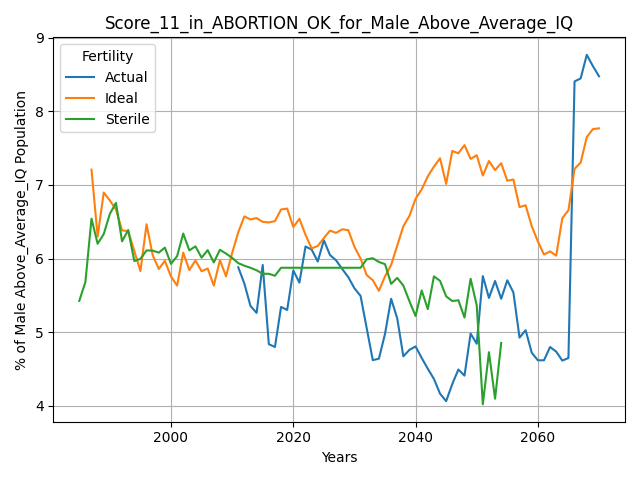 Score_11_in_ABORTION_OK_for_Male_Above_Average_IQ
% of Male Above_Average_IQ Population
9
8
7
6
5
4
Fertility
Actual
Ideal
Sterile
2000
2020
2040
2060
Years